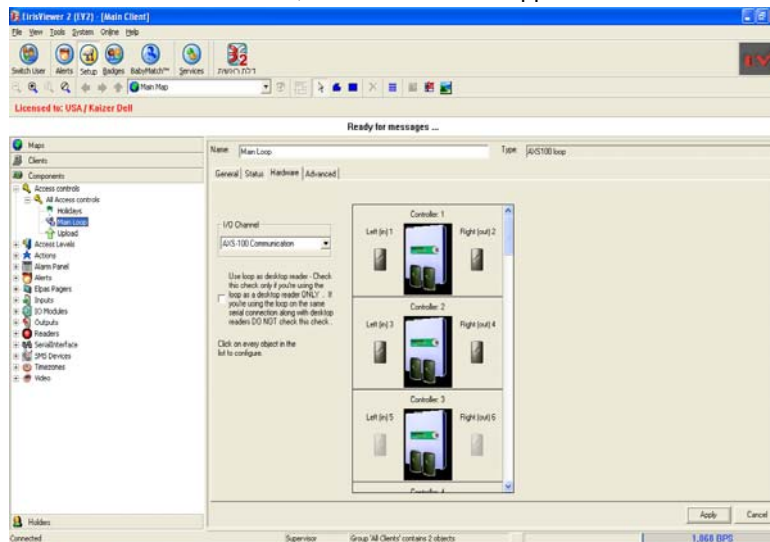 EirisViewer 2 (EV2) - [Main Client]
File View Tools System Online Help
Switch User Alerts Setup Badges BabyMatch™ Services
Main Map
Licensed to: USA / Kaizer Dell
Ready for messages ...
Maps
Clients
Components
Access controls
All Access controls
Holidays
Main Loop
Upload
Access Levels
Actions
Alarm Panel
Alerts
Elpas Pagers
Inputs
IO Modules
Outputs
Readers
SerialInterface
SMS Devices
Timezones
Video
Holders
Name Main Loop Type AXS100 loop
General Status Hardware Advanced
I/O Channel
AXS-100 Communication
Use loop as desktop reader - Check
this check only if you're using the
loop as a desktop reader ONLY . If
you're using the loop on the same
serial connection along with desktop
readers DO NOT check this check .
Click on every object in the
list to configure.
Controller: 1
Left (in) 1 Right (out) 2
Controller: 2
Left (in) 3 Right (out) 4
Controller: 3
Left (in) 5 Right (out) 6
Controller: 4
Apply Cancel
Connected Supervisor Group 'All Clients' contains 2 objects 1,068 BPS